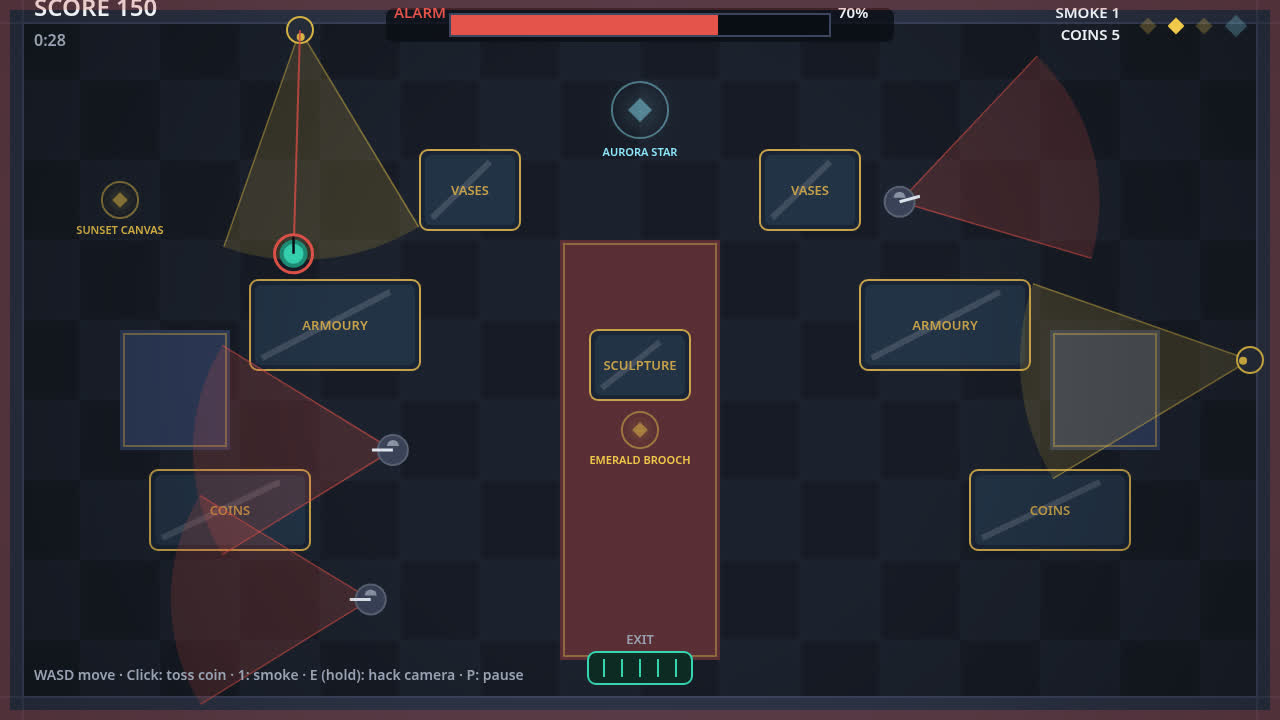 SCORE 150
0:28
ALARM
70%
SMOKE 1
COINS 5
AURORA STAR
VASES
VASES
SUNSET CANVAS
ARMOURY
ARMOURY
SCULPTURE
EMERALD BROOCH
COINS
COINS
EXIT
WASD move · Click: toss coin · 1: smoke · E (hold): hack camera · P: pause